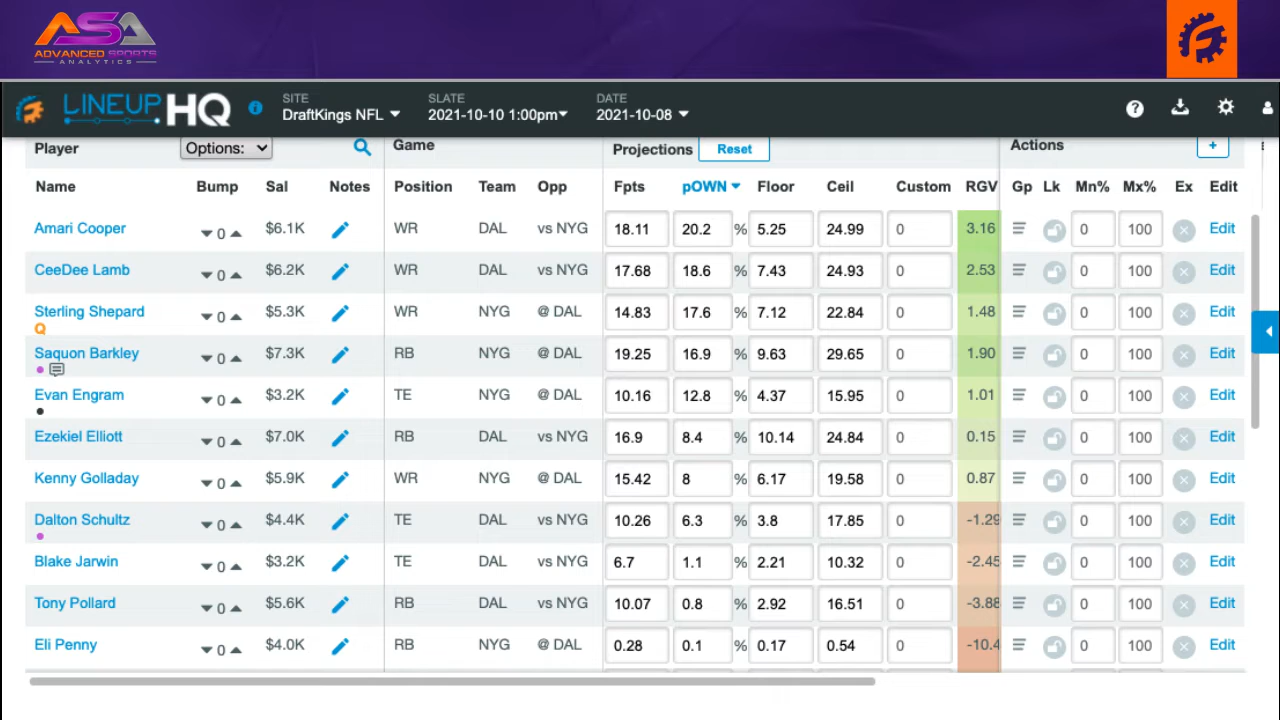 ASA
ADVANCED SPORTS
ANALYTICS
LINEUPHQ
SITE
DraftKings NFL
SLATE
2021-10-10 1:00pm
DATE
2021-10-08
Player Options: Game Projections Reset Actions +
Name Bump Sal Notes Position Team Opp Fpts pOWN Floor Ceil Custom RGV Gp Lk Mn% Mx% Ex Edit
Amari Cooper 0 $6.1K WR DAL vs NYG 18.11 20.2 % 5.25 24.99 0 3.16 0 100 Edit
CeeDee Lamb 0 $6.2K WR DAL vs NYG 17.68 18.6 % 7.43 24.93 0 2.53 0 100 Edit
Sterling Shepard 0 $5.3K WR NYG @ DAL 14.83 17.6 % 7.12 22.84 0 1.48 0 100 Edit
Q
Saquon Barkley 0 $7.3K RB NYG @ DAL 19.25 16.9 % 9.63 29.65 0 1.90 0 100 Edit
Evan Engram 0 $3.2K TE NYG @ DAL 10.16 12.8 % 4.37 15.95 0 1.01 0 100 Edit
Ezekiel Elliott 0 $7.0K RB DAL vs NYG 16.9 8.4 % 10.14 24.84 0 0.15 0 100 Edit
Kenny Golladay 0 $5.9K WR NYG @ DAL 15.42 8 % 6.17 19.58 0 0.87 0 100 Edit
Dalton Schultz 0 $4.4K TE DAL vs NYG 10.26 6.3 % 3.8 17.85 0 -1.29 0 100 Edit
Blake Jarwin 0 $3.2K TE DAL vs NYG 6.7 1.1 % 2.21 10.32 0 -2.45 0 100 Edit
Tony Pollard 0 $5.6K RB DAL vs NYG 10.07 0.8 % 2.92 16.51 0 -3.88 0 100 Edit
Eli Penny 0 $4.0K RB NYG @ DAL 0.28 0.1 % 0.17 0.54 0 -10.4 0 100 Edit